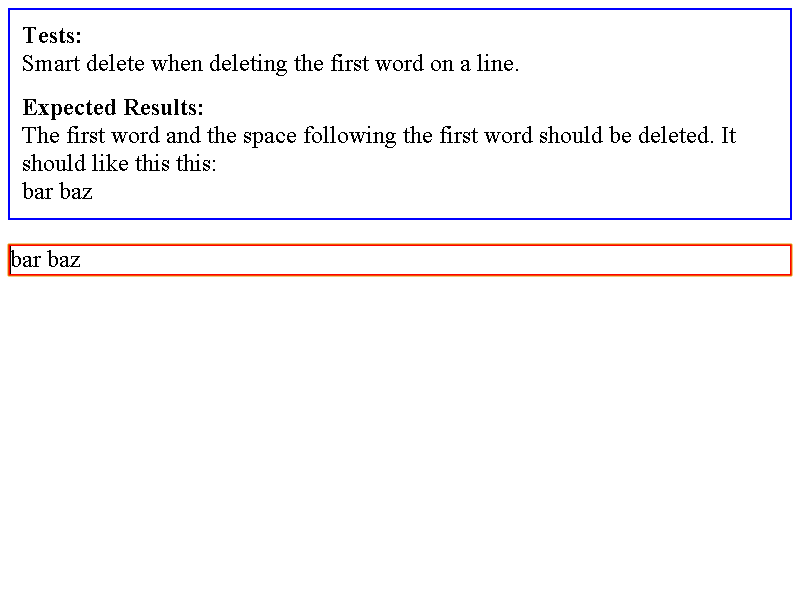 Tests:
Smart delete when deleting the first word on a line.
Expected Results:
The first word and the space following the first word should be deleted. It
should like this this:
bar baz
bar baz